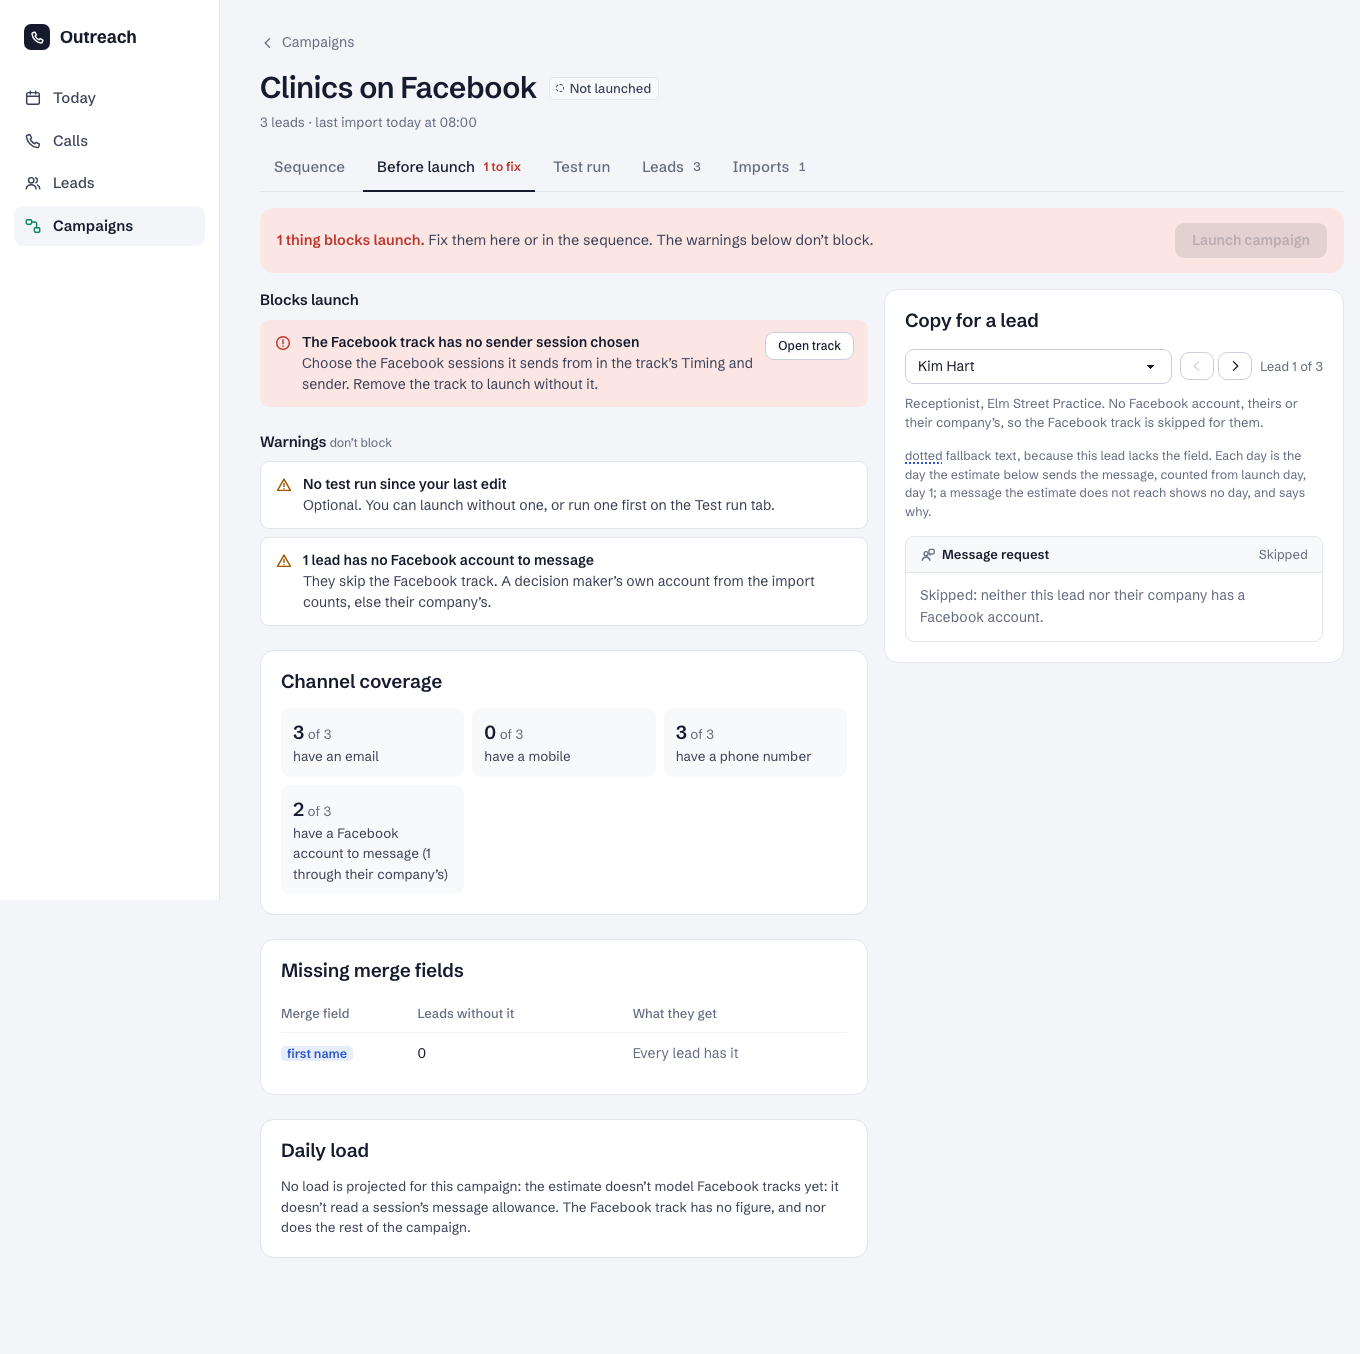 Outreach
Today
Calls
Leads
Campaigns
Campaigns
Clinics on Facebook
Not launched
3 leads · last import today at 08:00
Sequence
Before launch 1 to fix
Test run
Leads 3
Imports 1
1 thing blocks launch. Fix them here or in the sequence. The warnings below don’t block.
Launch campaign
Blocks launch
The Facebook track has no sender session chosen
Choose the Facebook sessions it sends from in the track’s Timing and
sender. Remove the track to launch without it.
Open track
Warnings don’t block
No test run since your last edit
Optional. You can launch without one, or run one first on the Test run tab.
1 lead has no Facebook account to message
They skip the Facebook track. A decision maker’s own account from the import
counts, else their company’s.
Channel coverage
3 of 3
have an email
0 of 3
have a mobile
3 of 3
have a phone number
2 of 3
have a Facebook
account to message (1
through their company’s)
Missing merge fields
Merge field
Leads without it
What they get
first name
0
Every lead has it
Daily load
No load is projected for this campaign: the estimate doesn’t model Facebook tracks yet: it
doesn’t read a session’s message allowance. The Facebook track has no figure, and nor
does the rest of the campaign.
Copy for a lead
Kim Hart
Lead 1 of 3
Receptionist, Elm Street Practice. No Facebook account, theirs or
their company’s, so the Facebook track is skipped for them.
dotted fallback text, because this lead lacks the field. Each day is the
day the estimate below sends the message, counted from launch day,
day 1; a message the estimate does not reach shows no day, and says
why.
Message request
Skipped
Skipped: neither this lead nor their company has a
Facebook account.